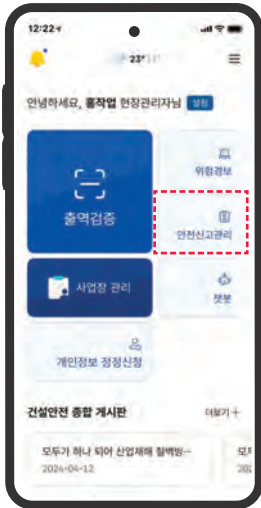 12:22
23°
안녕하세요, 홍작업 현장관리자님 설정
출역검증
위험경보
안전신고관리
사업장 관리
챗봇
개인정보 정정신청
건설안전 종합 게시판 더보기+
모두가 하나 되어 산업재해
2024-04-12